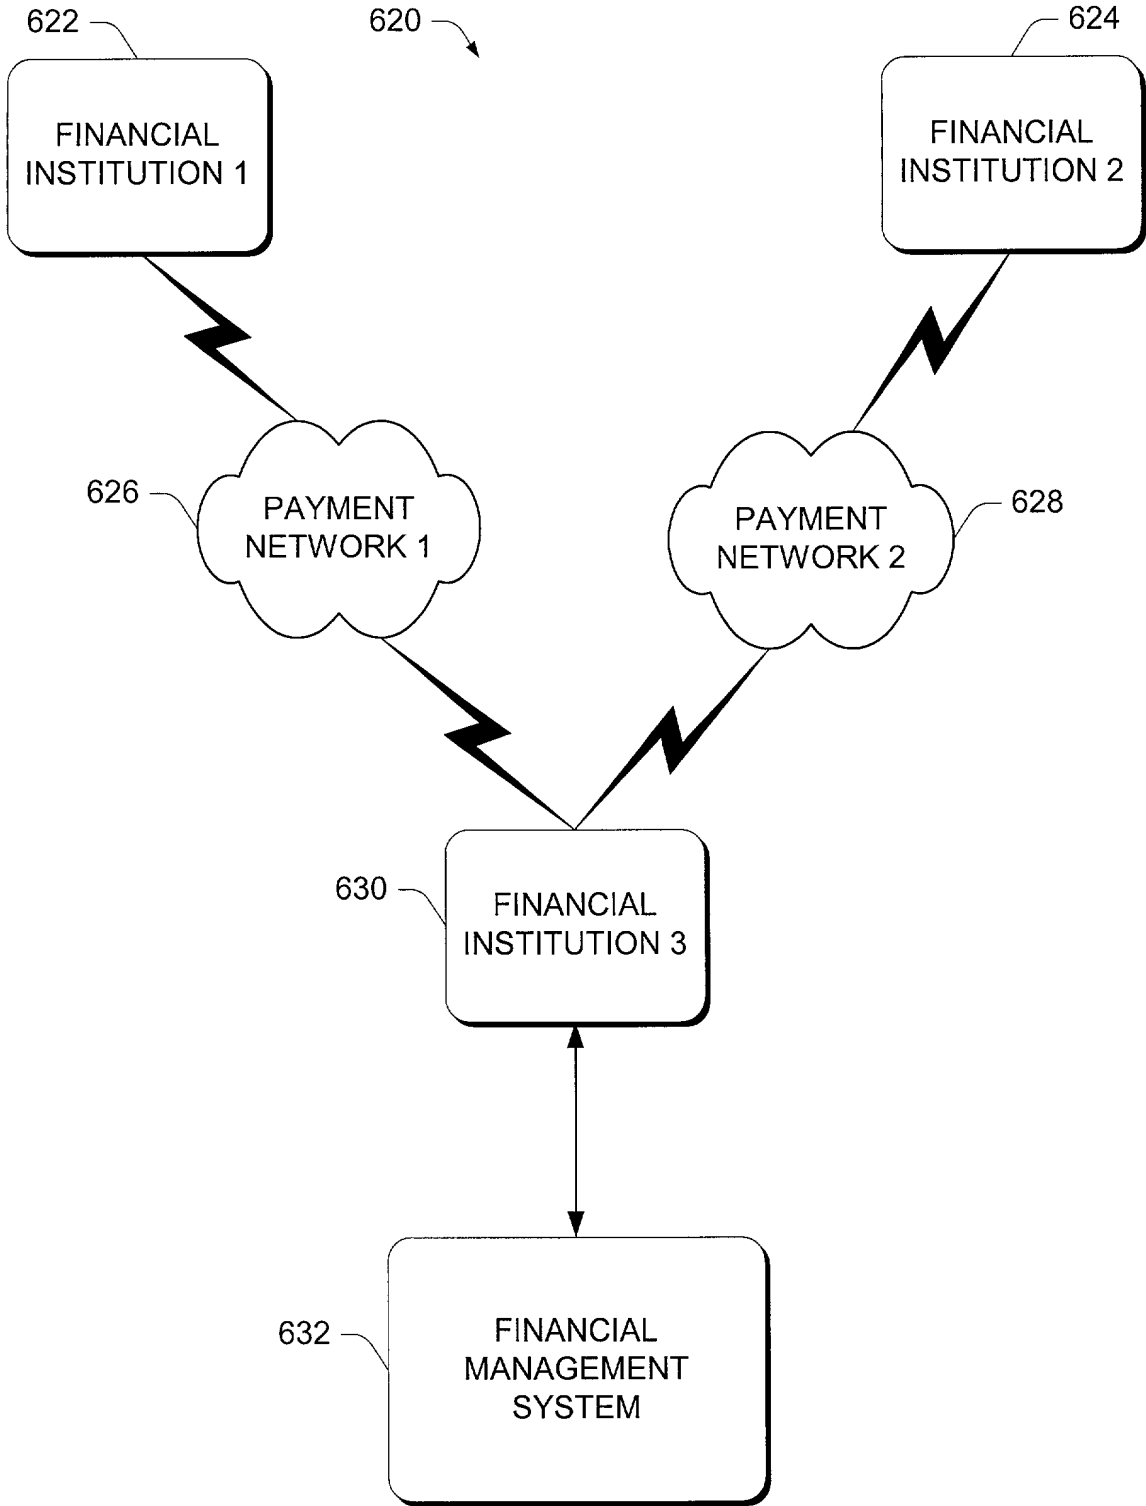 622
620
624
FINANCIAL
INSTITUTION 1
FINANCIAL
INSTITUTION 2
626
PAYMENT
NETWORK 1
PAYMENT
NETWORK 2
628
630
FINANCIAL
INSTITUTION 3
632
FINANCIAL
MANAGEMENT
SYSTEM